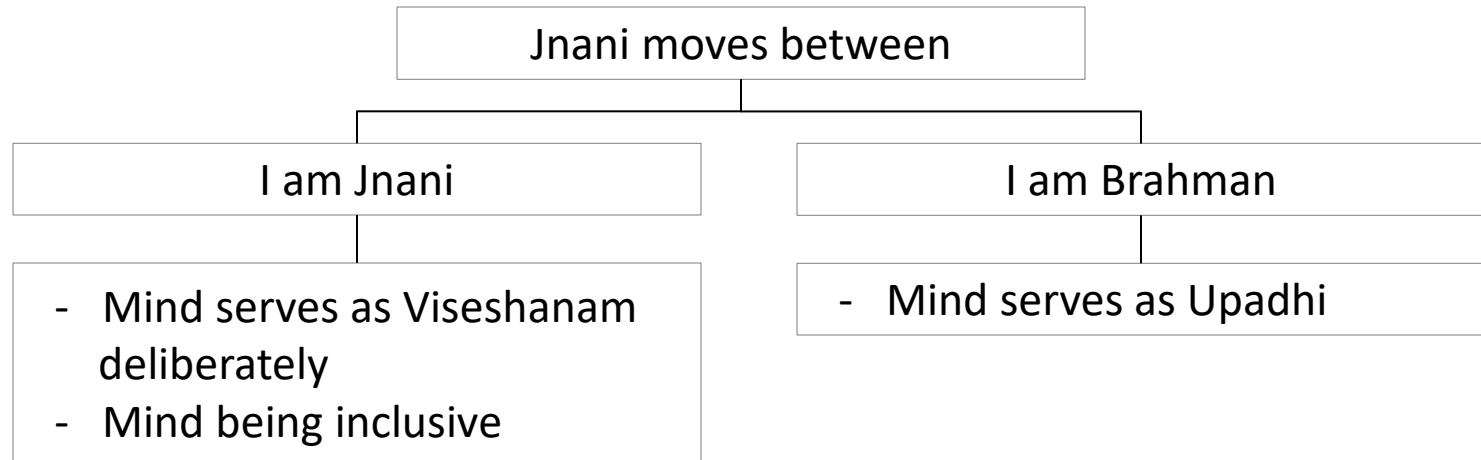 Jnani moves between
I am Jnani
I am Brahman
- Mind serves as Viseshanam
deliberately
- Mind being inclusive
- Mind serves as Upadhi